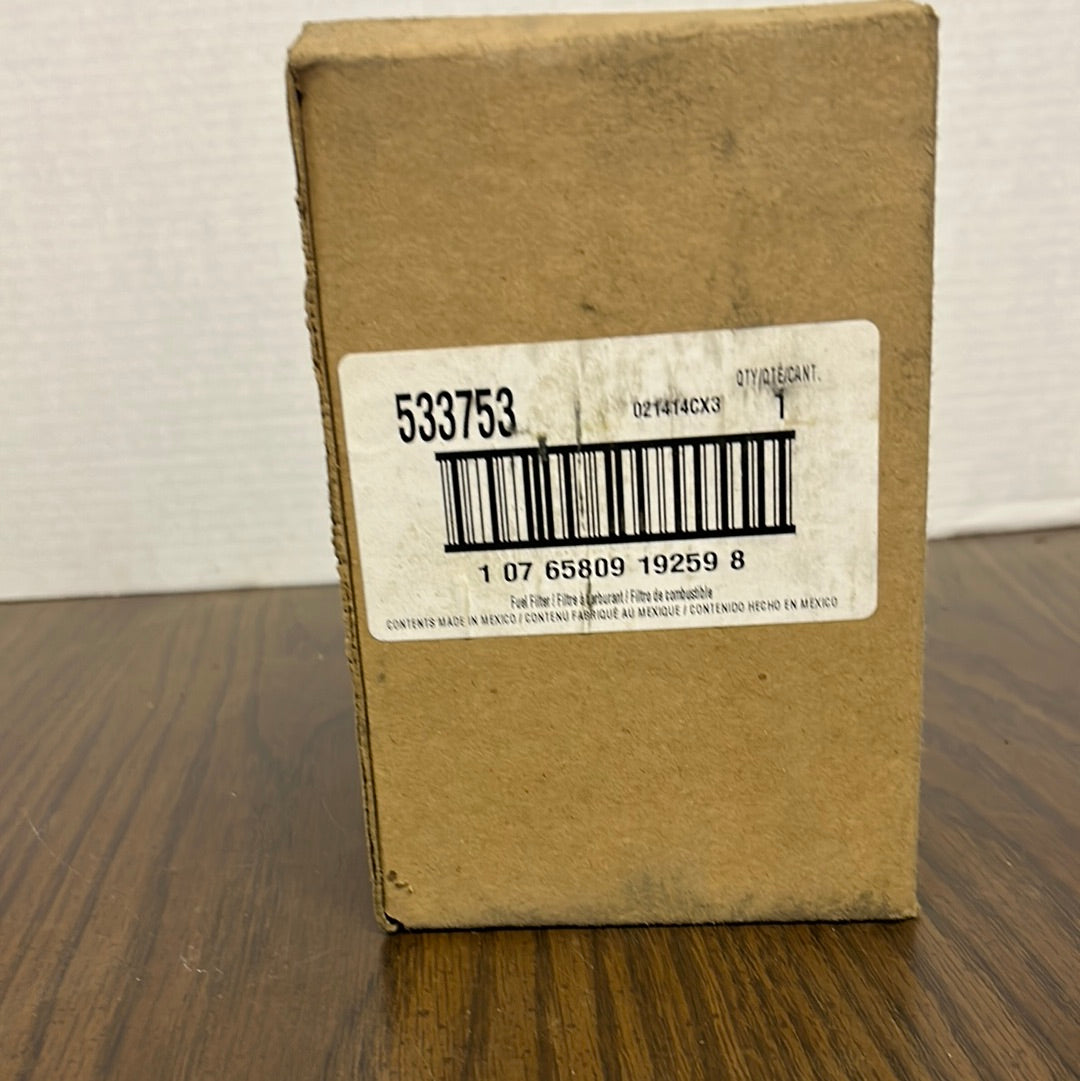 QTY/QTÉ/CANT.
533753 021414CX3 1
1 07 65809 19259 8
Fuel Filter / Filtre à carburant / Filtro de combustible
CONTENTS MADE IN MEXICO / CONTENU FABRIQUÉ AU MEXIQUE / CONTENIDO HECHO EN MÉXICO